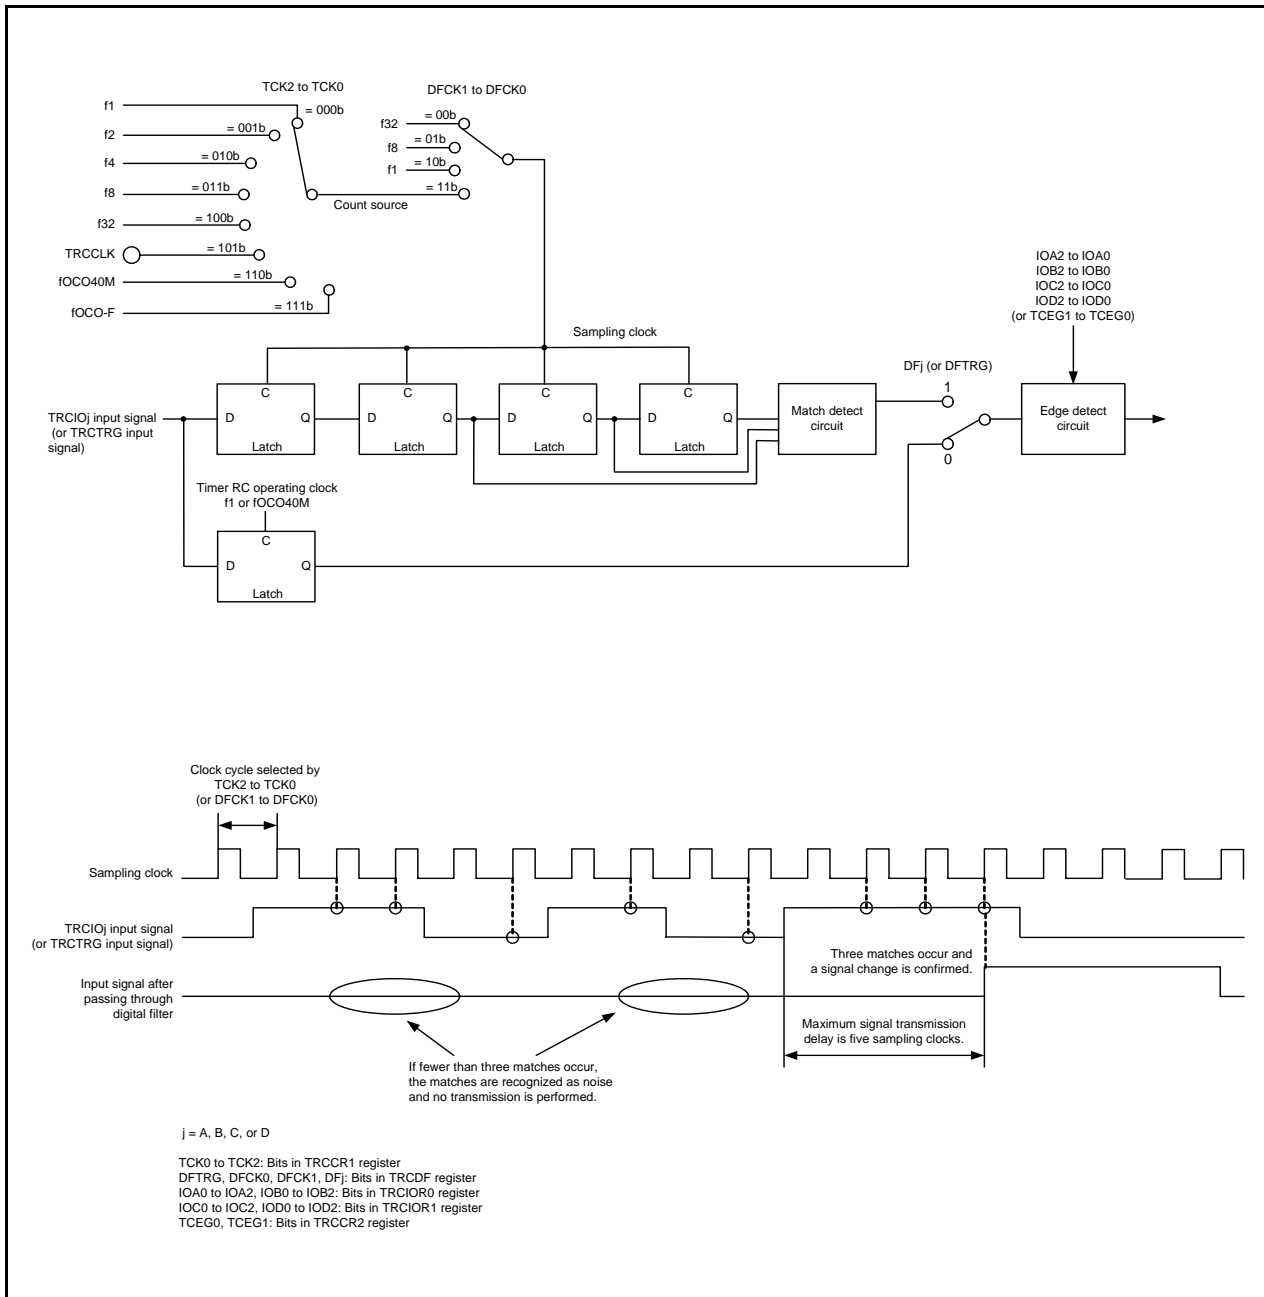 TCK2 to TCK0
DFCK1 to DFCK0
f1
= 000b
f2
= 001b
f4
= 010b
f8
= 011b
f32
= 100b
TRCCLK
= 101b
fOCO40M
= 110b
fOCO-F
= 111b
Count source
f32
= 00b
f8
= 01b
f1
= 10b
= 11b
IOA2 to IOA0
IOB2 to IOB0
IOC2 to IOC0
IOD2 to IOD0
(or TCEG1 to TCEG0)
Sampling clock
DFj (or DFTRG)
1
0
TRCIOj input signal
(or TRCTRG input
signal)
C
D
Q
Latch
C
D
Q
Latch
C
D
Q
Latch
C
D
Q
Latch
Match detect
circuit
Edge detect
circuit
Timer RC operating clock
f1 or fOCO40M
C
D
Q
Latch
Clock cycle selected by
TCK2 to TCK0
(or DFCK1 to DFCK0)
Sampling clock
TRCIOj input signal
(or TRCTRG input signal)
Three matches occur and
a signal change is confirmed.
Input signal after
passing through
digital filter
Maximum signal transmission
delay is five sampling clocks.
If fewer than three matches occur,
the matches are recognized as noise
and no transmission is performed.
j = A, B, C, or D
TCK0 to TCK2: Bits in TRCCR1 register
DFTRG, DFCK0, DFCK1, DFj: Bits in TRCDF register
IOA0 to IOA2, IOB0 to IOB2: Bits in TRCIOR0 register
IOC0 to IOC2, IOD0 to IOD2: Bits in TRCIOR1 register
TCEG0, TCEG1: Bits in TRCCR2 register